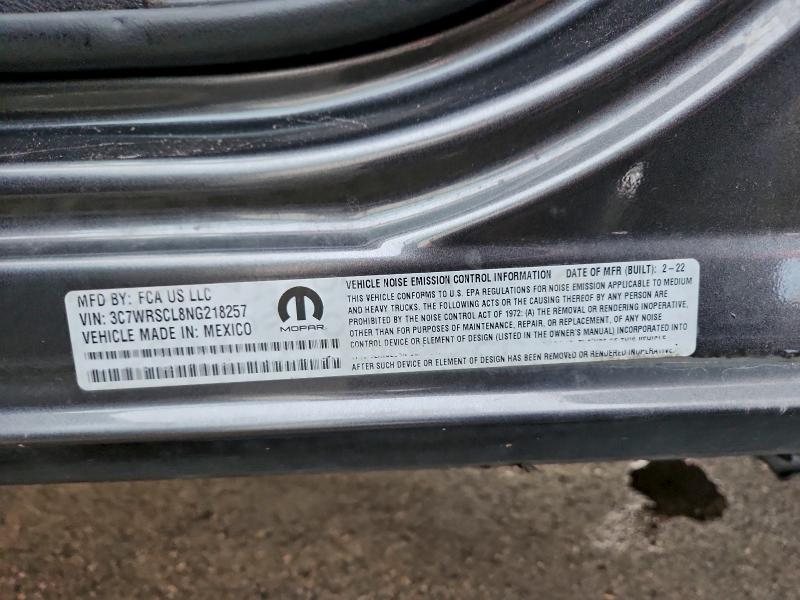 MFD BY: FCA US LLC
VIN: 3C7WRSCL8NG218257
VEHICLE MADE IN: MEXICO
MOPAR
VEHICLE NOISE EMISSION CONTROL INFORMATION DATE OF MFR (BUILT): 2-22
THIS VEHICLE CONFORMS TO U.S. EPA REGULATIONS FOR NOISE EMISSION APPLICABLE TO MEDIUM
AND HEAVY TRUCKS. THE FOLLOWING ACTS OR CAUSING THEREOF BY ANY PERSON ARE
PROHIBITED BY THE NOISE CONTROL ACT OF 1972: (A) THE REMOVAL OR RENDERING INOPERATIVE,
OTHER THAN FOR PURPOSES OF MAINTENANCE, REPAIR, OR REPLACEMENT, OF ANY NOISE
CONTROL DEVICE OR ELEMENT OF DESIGN (LISTED IN THE OWNER'S MANUAL) INCORPORATED INTO
OF THIS VEHICLE
AFTER SUCH DEVICE OR ELEMENT OF DESIGN HAS BEEN REMOVED OR RENDERED INOPERATIVE.